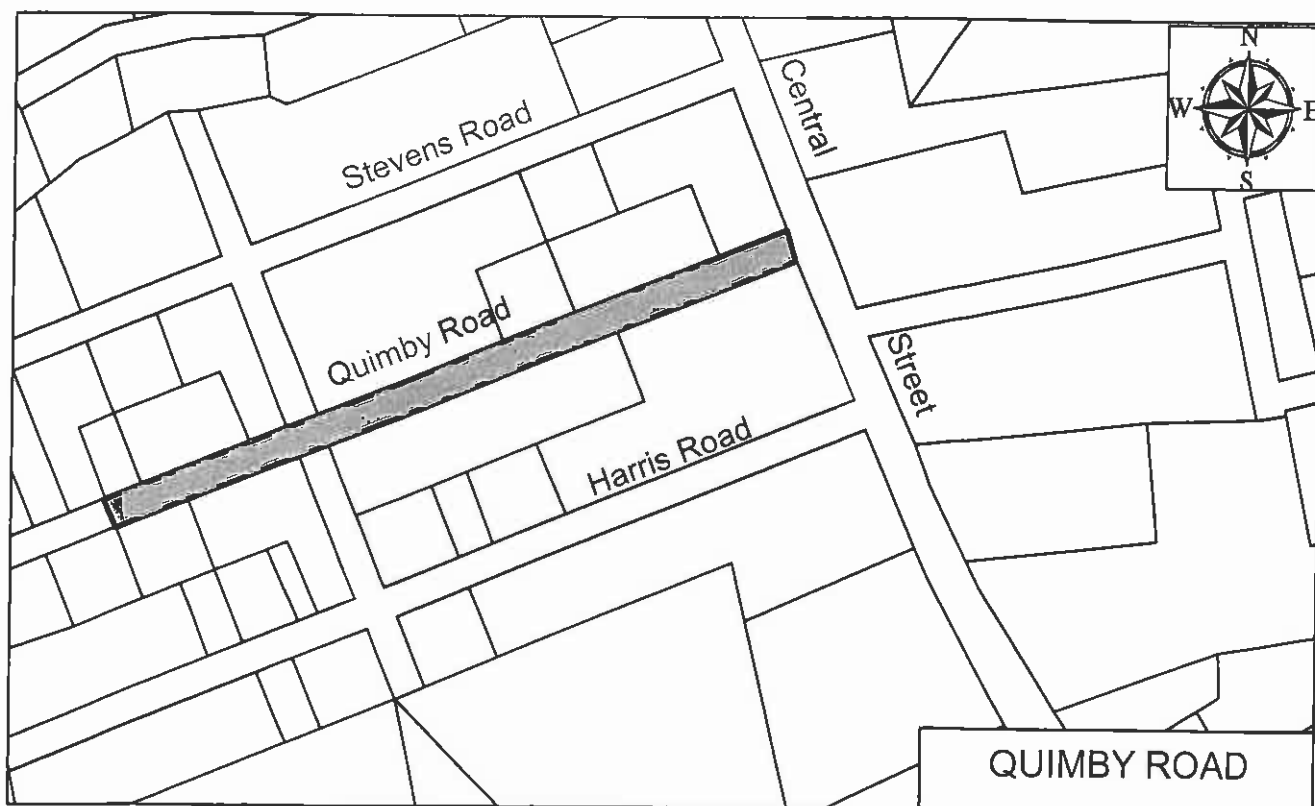 N
W E
S
Stevens Road
Central
Street
Quimby Road
Harris Road
QUIMBY ROAD